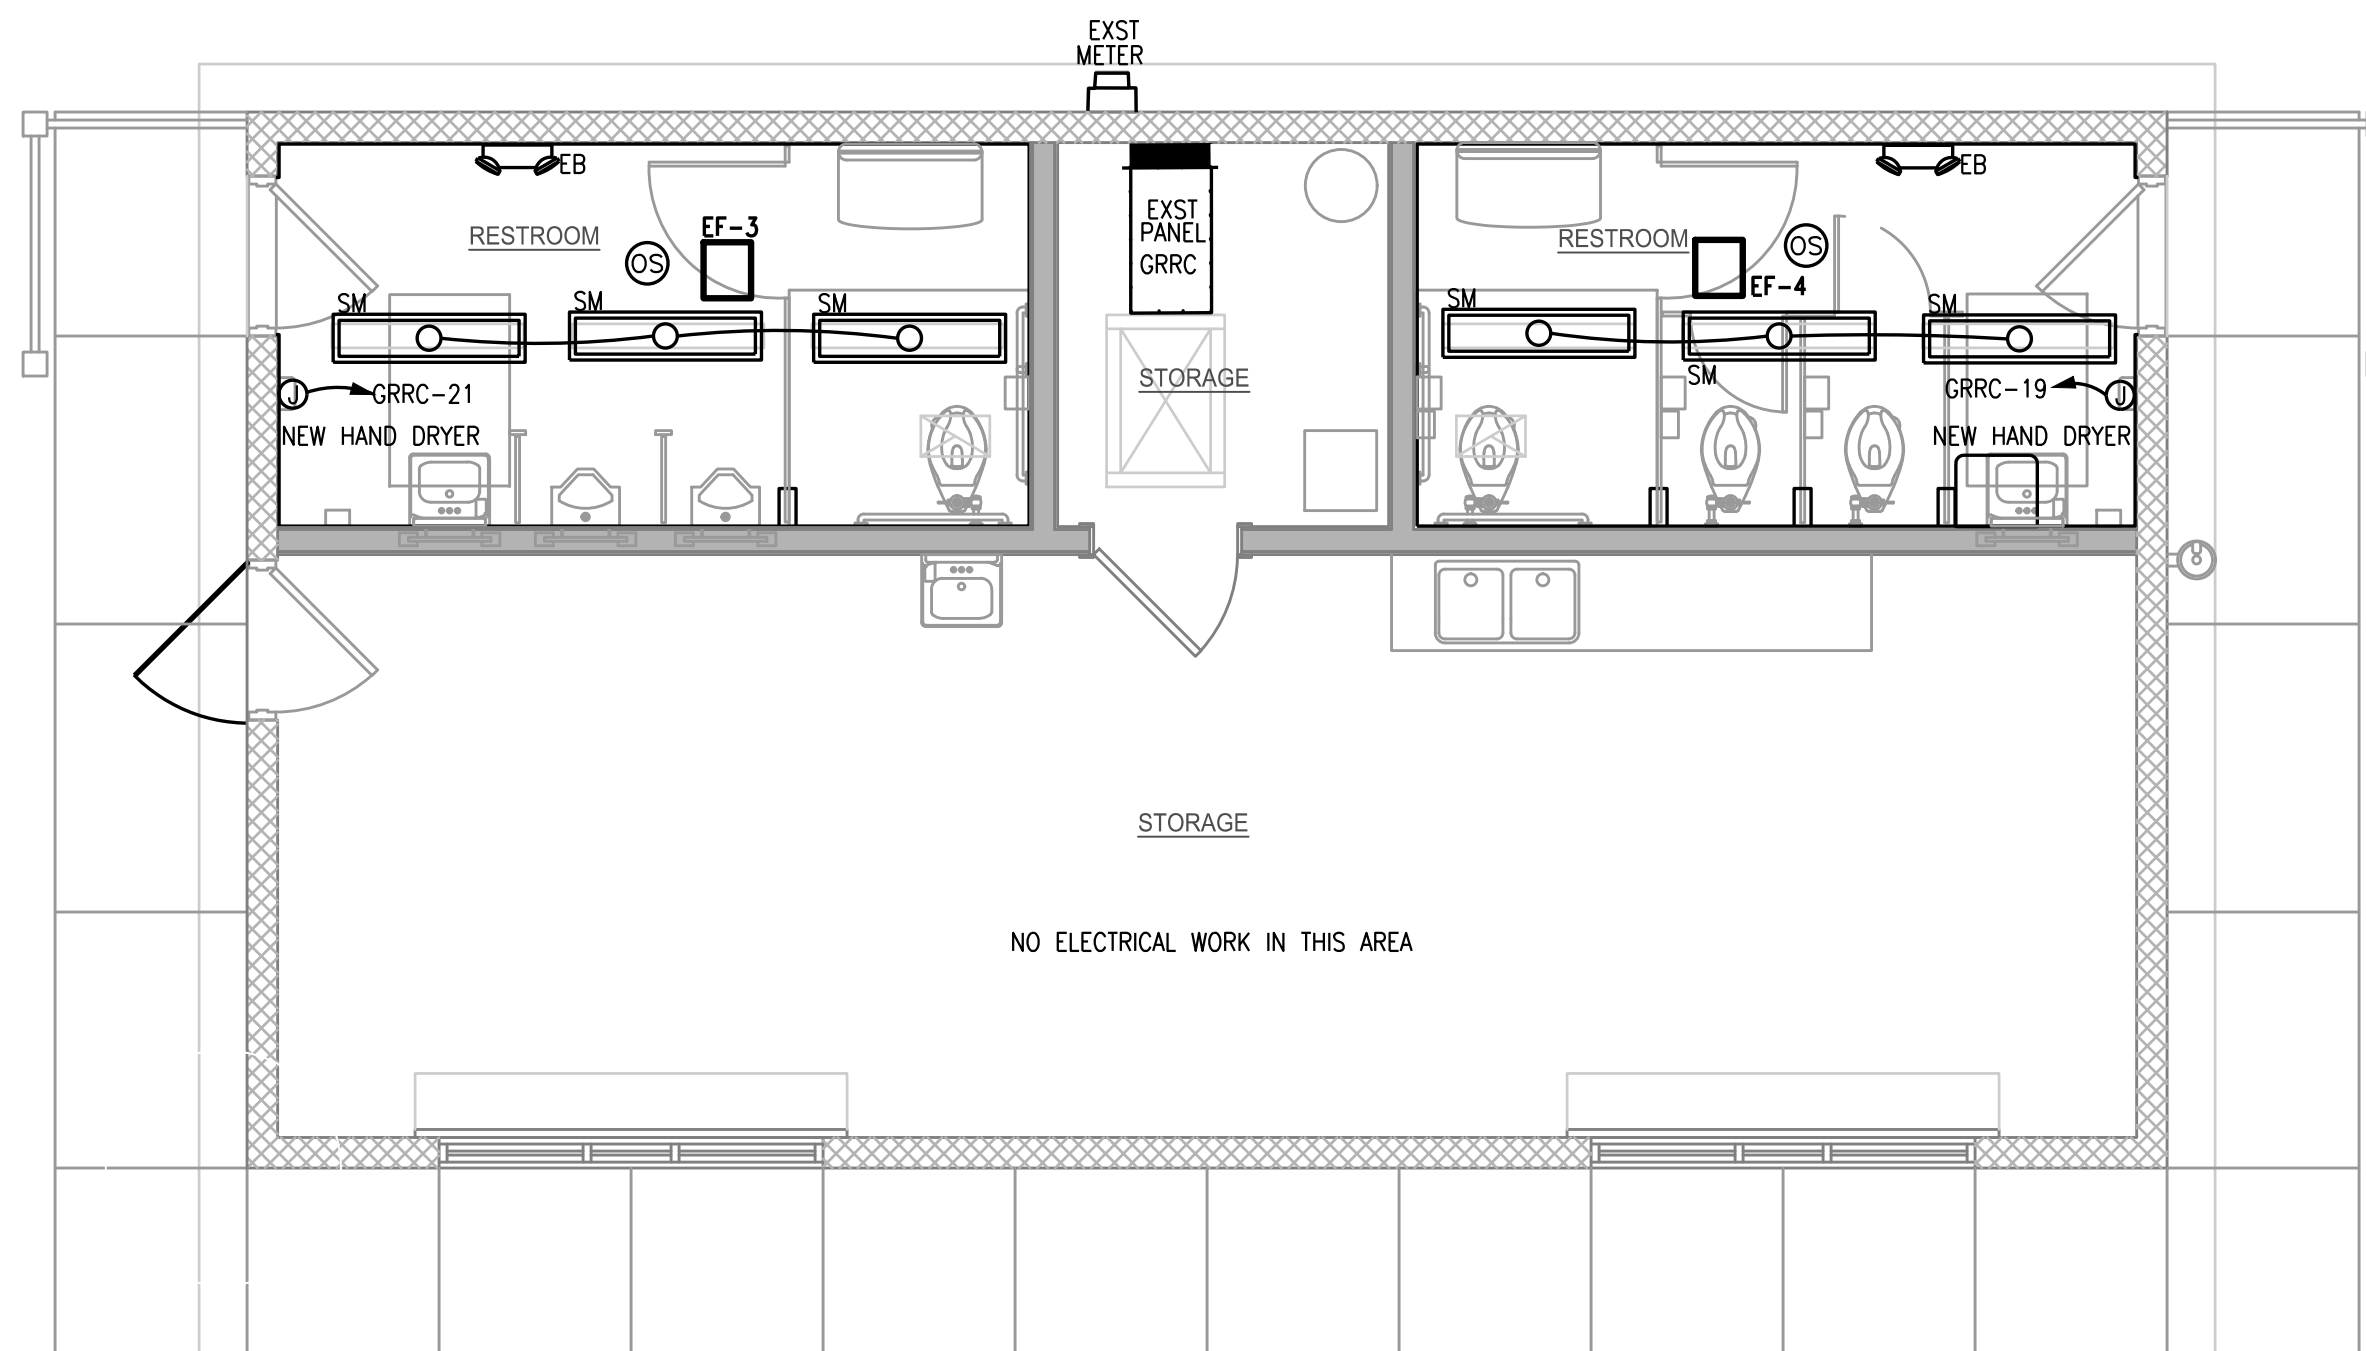 EXST
METER
EB
EB
EXST
PANEL
GRRC
RESTROOM
EF-3
OS
RESTROOM
OS
EF-4
SM
SM
SM
SM
SM
SM
J
GRRC-21
STORAGE
GRRC-19
J
NEW HAND DRYER
NEW HAND DRYER
STORAGE
NO ELECTRICAL WORK IN THIS AREA